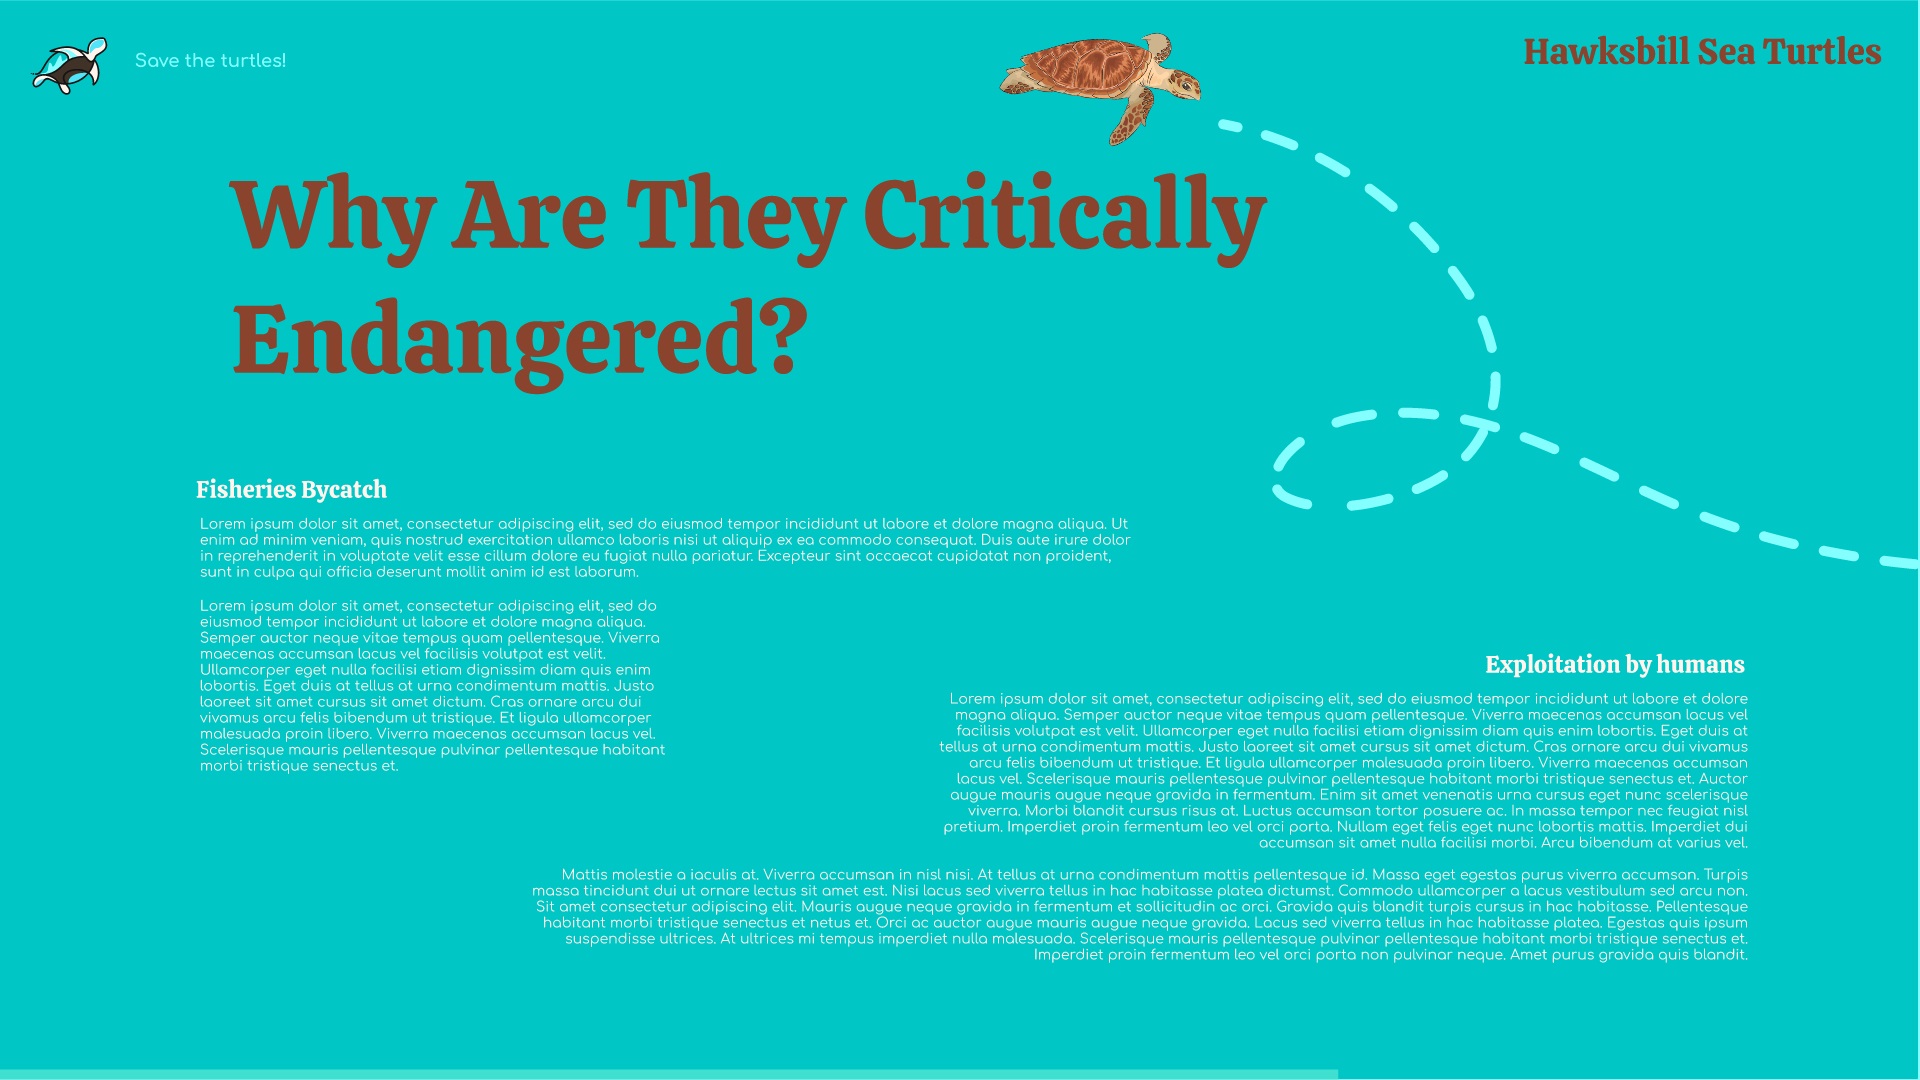 Save the turtles!
Hawksbill Sea Turtles
Why Are They Critically
Endangered?
Fisheries Bycatch
Lorem ipsum dolor sit amet, consectetur adipiscing elit, sed do eiusmod tempor incididunt ut labore et dolore magna aliqua. Ut
enim ad minim veniam, quis nostrud exercitation ullamco laboris nisi ut aliquip ex ea commodo consequat. Duis aute irure dolor
in reprehenderit in voluptate velit esse cillum dolore eu fugiat nulla pariatur. Excepteur sint occaecat cupidatat non proident,
sunt in culpa qui officia deserunt mollit anim id est laborum.
Lorem ipsum dolor sit amet, consectetur adipiscing elit, sed do
eiusmod tempor incididunt ut labore et dolore magna aliqua.
Semper auctor neque vitae tempus quam pellentesque. Viverra
maecenas accumsan lacus vel facilisis volutpat est velit.
Ullamcorper eget nulla facilisi etiam dignissim diam quis enim
lobortis. Eget duis at tellus at urna condimentum mattis. Justo
laoreet sit amet cursus sit amet dictum. Cras ornare arcu dui
vivamus arcu felis bibendum ut tristique. Et ligula ullamcorper
malesuada proin libero. Viverra maecenas accumsan lacus vel.
Scelerisque mauris pellentesque pulvinar pellentesque habitant
morbi tristique senectus et.
Exploitation by humans
Lorem ipsum dolor sit amet, consectetur adipiscing elit, sed do eiusmod tempor incididunt ut labore et dolore
magna aliqua. Semper auctor neque vitae tempus quam pellentesque. Viverra maecenas accumsan lacus vel
facilisis volutpat est velit. Ullamcorper eget nulla facilisi etiam dignissim diam quis enim lobortis. Eget duis at
tellus at urna condimentum mattis. Justo laoreet sit amet cursus sit amet dictum. Cras ornare arcu dui vivamus
arcu felis bibendum ut tristique. Et ligula ullamcorper malesuada proin libero. Viverra maecenas accumsan
lacus vel. Scelerisque mauris pellentesque pulvinar pellentesque habitant morbi tristique senectus et. Auctor
augue mauris augue neque gravida in fermentum. Enim sit amet venenatis urna cursus eget nunc scelerisque
viverra. Morbi blandit cursus risus at. Luctus accumsan tortor posuere ac. In massa tempor nec feugiat nisl
pretium. Imperdiet proin fermentum leo vel orci porta. Nullam eget felis eget nunc lobortis mattis. Imperdiet dui
accumsan sit amet nulla facilisi morbi. Arcu bibendum at varius vel.
Mattis molestie a iaculis at. Viverra accumsan in nisl nisi. At tellus at urna condimentum mattis pellentesque id. Massa eget egestas purus viverra accumsan. Turpis
massa tincidunt dui ut ornare lectus sit amet est. Nisi lacus sed viverra tellus in hac habitasse platea dictumst. Commodo ullamcorper a lacus vestibulum sed arcu non.
Sit amet consectetur adipiscing elit. Mauris augue neque gravida in fermentum et sollicitudin ac orci. Gravida quis blandit turpis cursus in hac habitasse. Pellentesque
habitant morbi tristique senectus et netus et. Orci ac auctor augue mauris augue neque gravida. Lacus sed viverra tellus in hac habitasse platea. Egestas quis ipsum
suspendisse ultrices. At ultrices mi tempus imperdiet nulla malesuada. Scelerisque mauris pellentesque pulvinar pellentesque habitant morbi tristique senectus et.
Imperdiet proin fermentum leo vel orci porta non pulvinar neque. Amet purus gravida quis blandit.